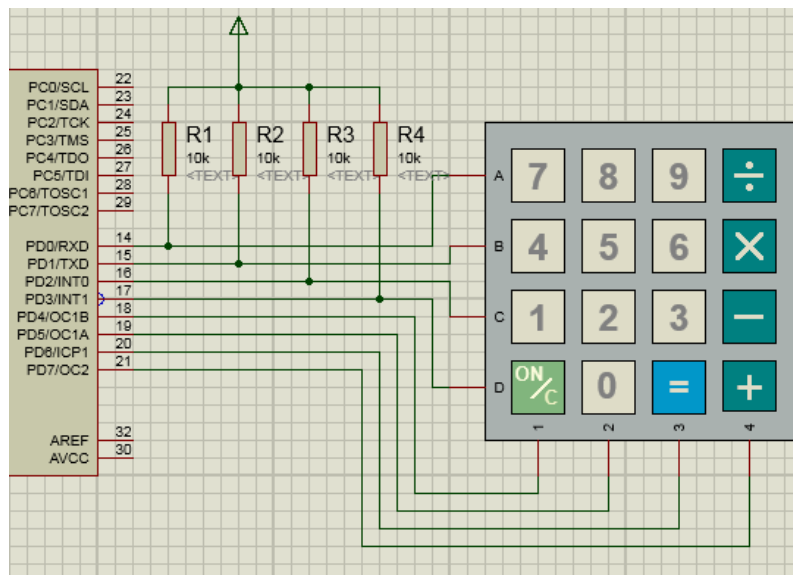 PC0/SCL 22
PC1/SDA 23
PC2/TCK 24
PC3/TMS 25
PC4/TDO 26
PC5/TDI 27
PC6/TOSC1 28
PC7/TOSC2 29
PD0/RXD 14
PD1/TXD 15
PD2/INT0 16
PD3/INT1 17
PD4/OC1B 18
PD5/OC1A 19
PD6/ICP1 20
PD7/OC2 21
AREF 32
AVCC 30
R1 R2 R3 R4
10k 10k 10k 10k
<TEXT> <TEXT> <TEXT> <TEXT>
A 7 8 9 ÷
B 4 5 6 ×
C 1 2 3 −
D ON/C 0 = +
1 2 3 4